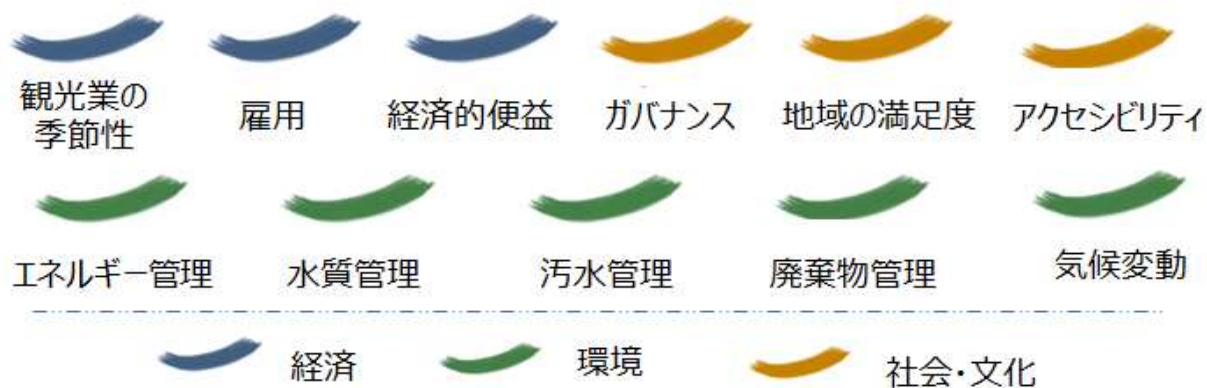 観光業の
季節性
雇用
経済的便益
ガバナンス
地域の満足度
アクセシビリティ
エネルギー管理
水質管理
汚水管理
廃棄物管理
気候変動
経済
環境
社会・文化